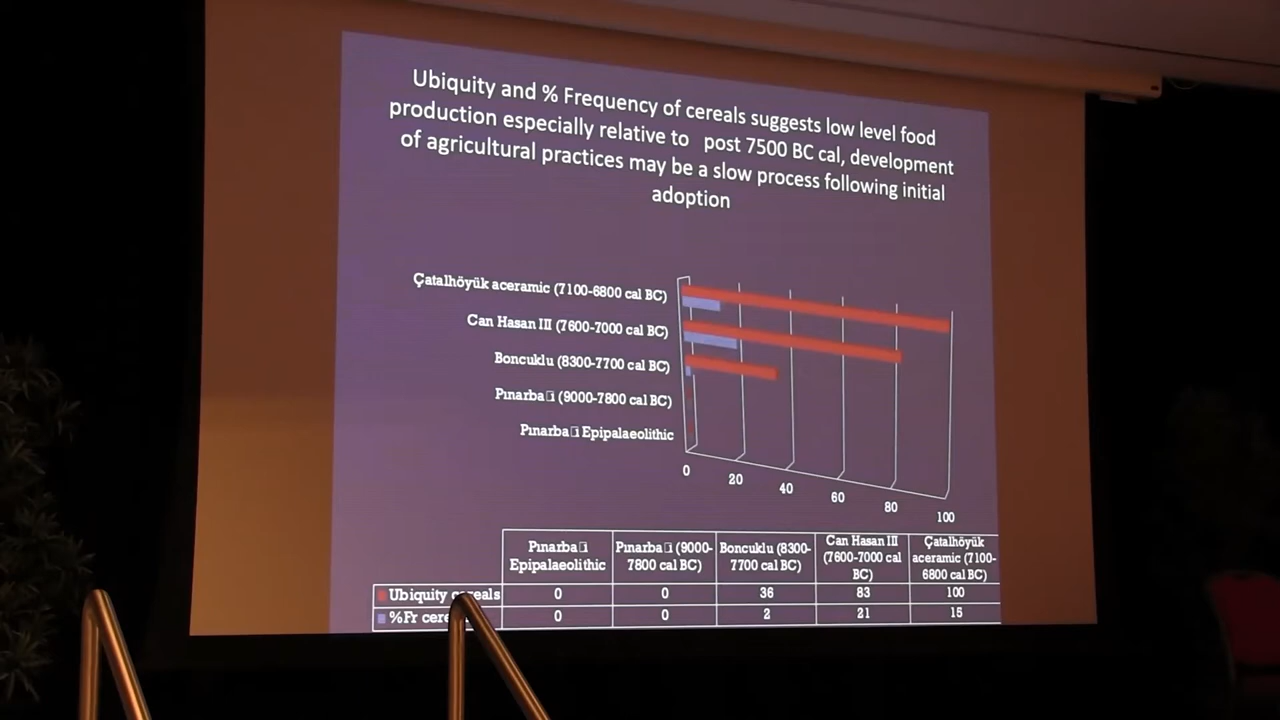 Ubiquity and % Frequency of cereals suggests low level food
production especially relative to post 7500 BC cal, development
of agricultural practices may be a slow process following initial
adoption
Çatalhöyük aceramic (7100-6800 cal BC)
Can Hasan III (7600-7000 cal BC)
Boncuklu (8300-7700 cal BC)
Pınarba□i (9000-7800 cal BC)
Pınarba□i Epipalaeolithic
0 20 40 60 80 100
Pınarba□i Epipalaeolithic
Pınarba□i (9000-7800 cal BC)
Boncuklu (8300-7700 cal BC)
Can Hasan III (7600-7000 cal BC)
Çatalhöyük aceramic (7100-6800 cal BC)
Ubiquity 0 0 36 83 100
%Fr 0 0 2 21 15